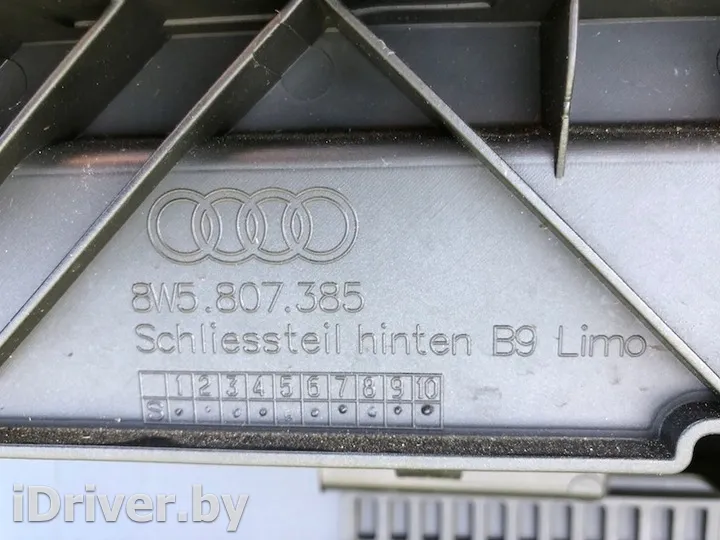 8W5.807.385
Schliessteil hinten B9 Limo
1 2 3 4 5 6 7 8 9 10
S
iDriver.by